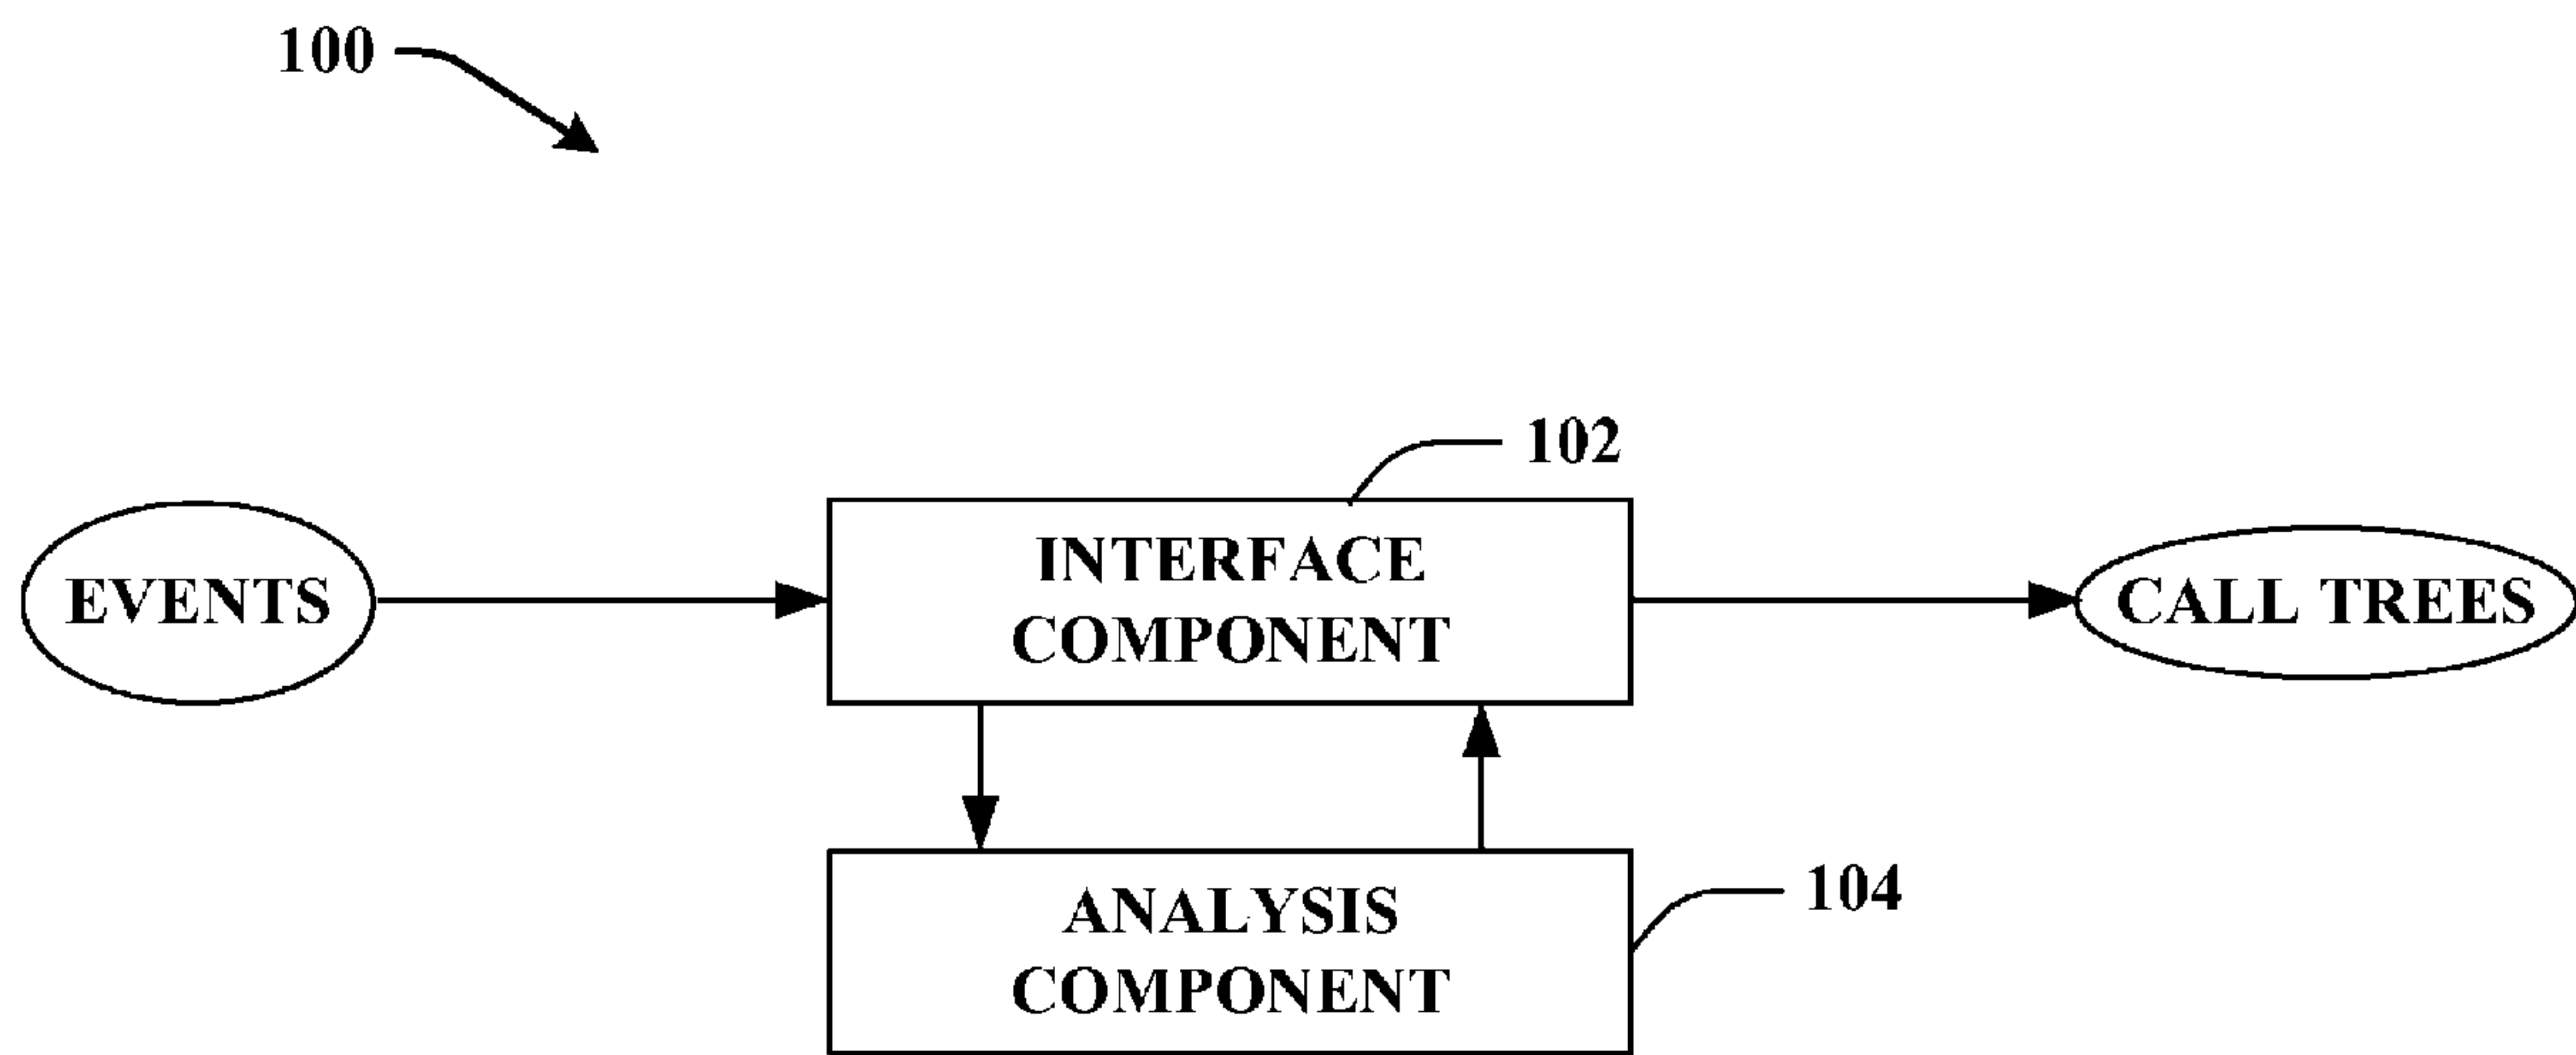 100
102
EVENTS
INTERFACE
COMPONENT
CALL TREES
104
ANALYSIS
COMPONENT